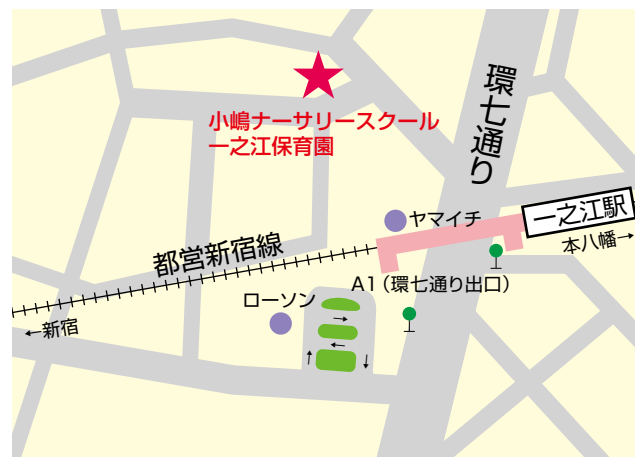 小嶋ナーサリースクール
一之江保育園
環七通り
ヤマイチ
一之江駅
本八幡→
都営新宿線
A1(環七通り出口)
ローソン
←新宿